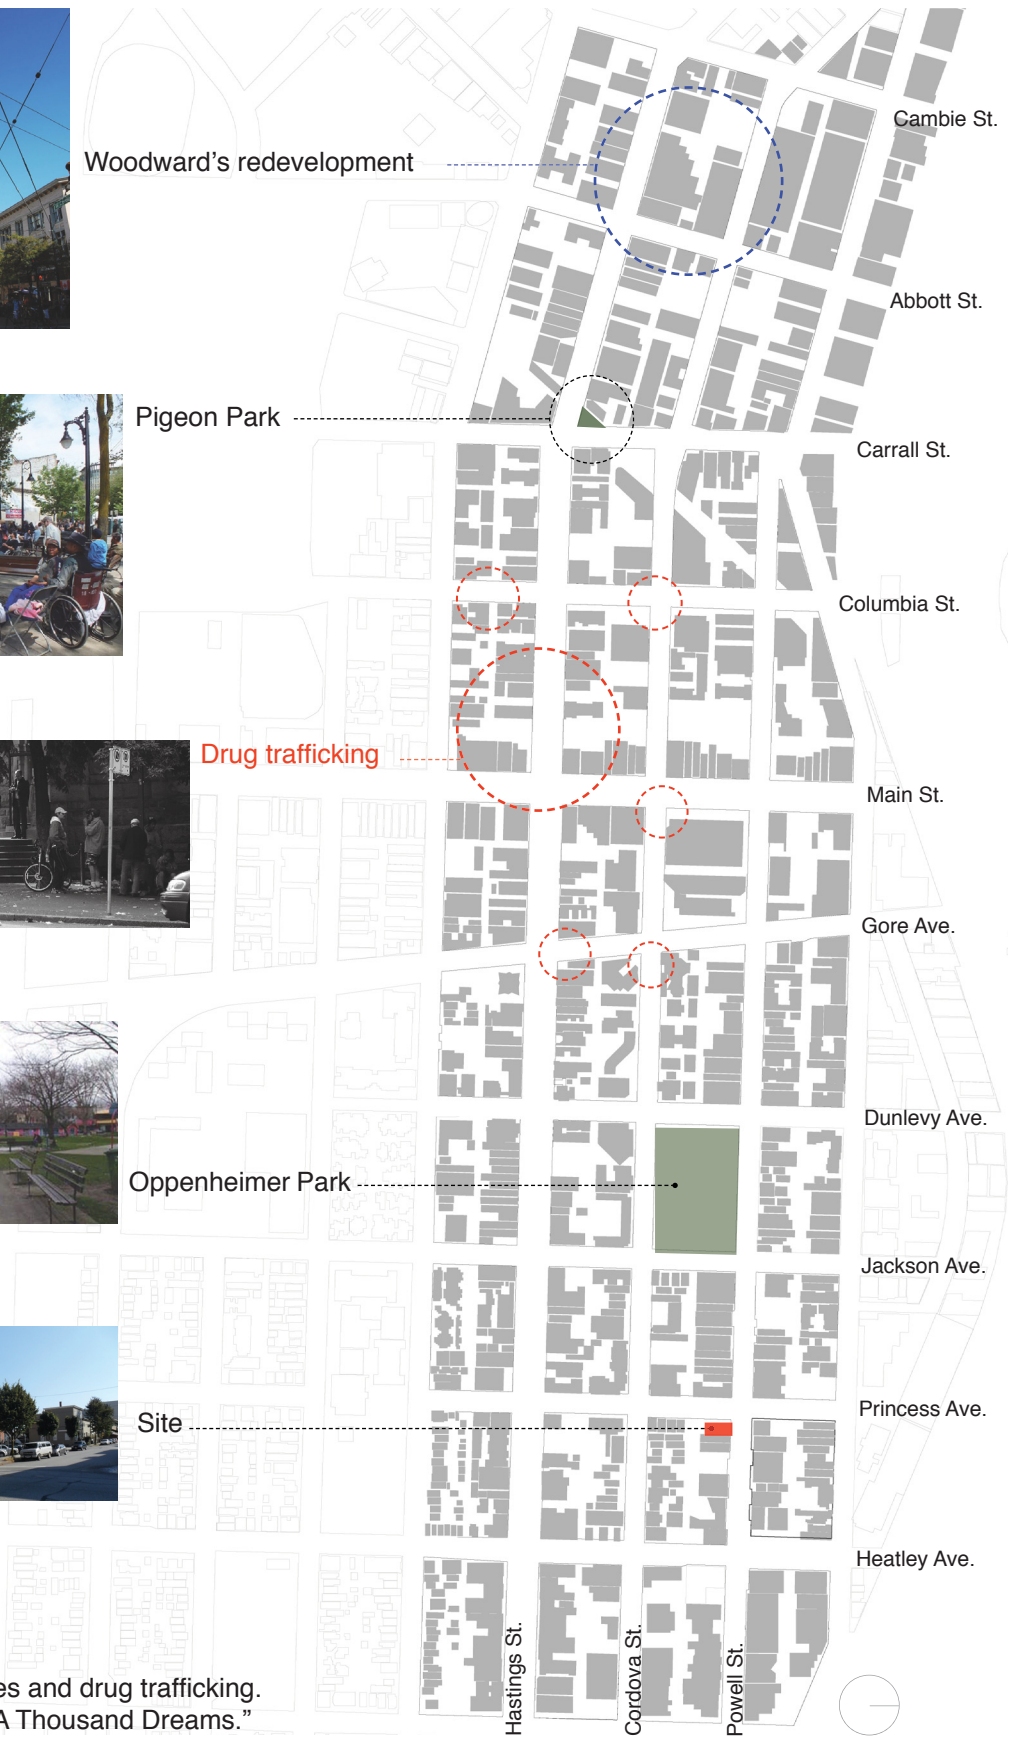 Cambie St.
Woodward's redevelopment
Abbott St.
Pigeon Park
Carrall St.
Columbia St.
Drug trafficking
Main St.
Gore Ave.
Dunlevy Ave.
Oppenheimer Park
Jackson Ave.
Princess Ave.
Site
Heatley Ave.
Hastings St.
Cordova St.
Powell St.
es and drug trafficking.
A Thousand Dreams.”